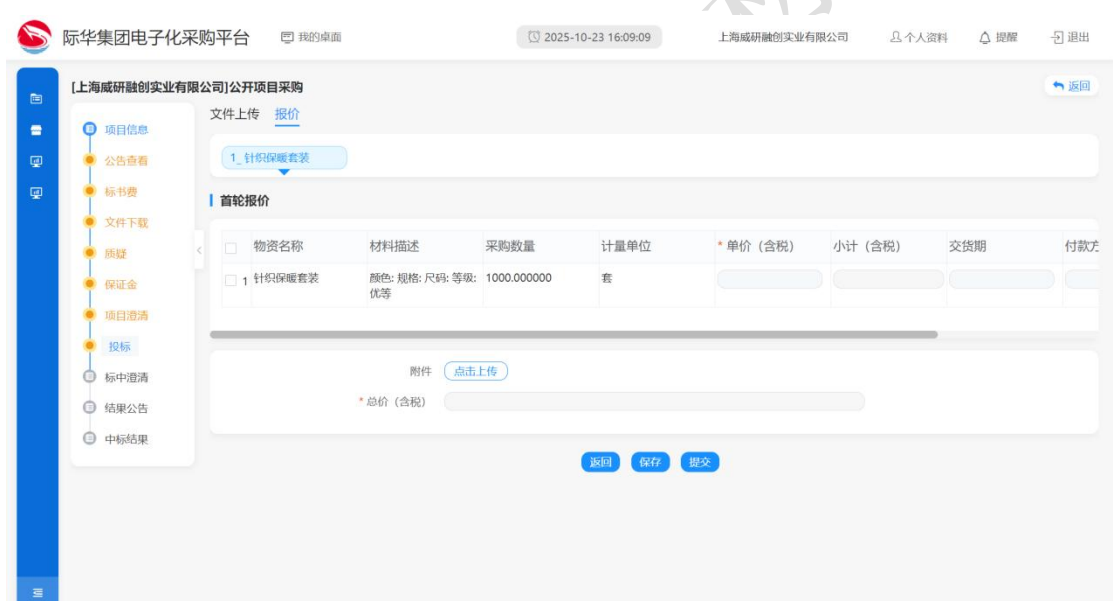 际华集团电子化采购平台
我的桌面
2025-10-23 16:09:09
上海威研融创实业有限公司
个人资料
提醒
退出
[上海威研融创实业有限公司]公开项目采购
返回
项目信息
公告查看
标书费
文件下载
质疑
保证金
项目澄清
投标
标中澄清
结果公告
中标结果
文件上传 报价
1_针织保暖套装
首轮报价
物资名称 材料描述 采购数量 计量单位 * 单价（含税） 小计（含税） 交货期 付款方
1 针织保暖套装 颜色: 规格: 尺码: 等级: 1000.000000 套
优等
附件 点击上传
* 总价（含税）
返回 保存 提交